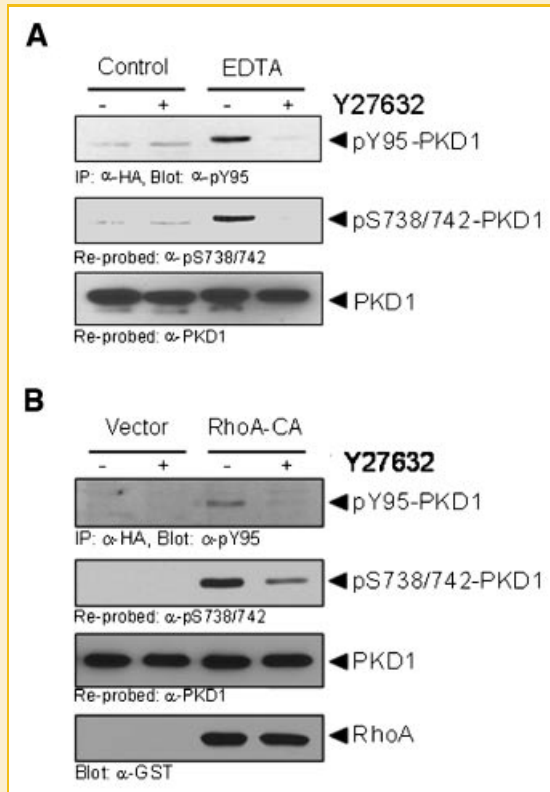 A
Control EDTA
- + - + Y27632
◄pY95-PKD1
IP: α-HA, Blot: α-pY95
◄pS738/742-PKD1
Re-probed: α-pS738/742
◄PKD1
Re-probed: α-PKD1
B
Vector RhoA-CA
- + - + Y27632
◄pY95-PKD1
IP: α-HA, Blot: α-pY95
◄pS738/742-PKD1
Re-probed: α-pS738/742
◄PKD1
Re-probed: α-PKD1
◄RhoA
Blot: α-GST